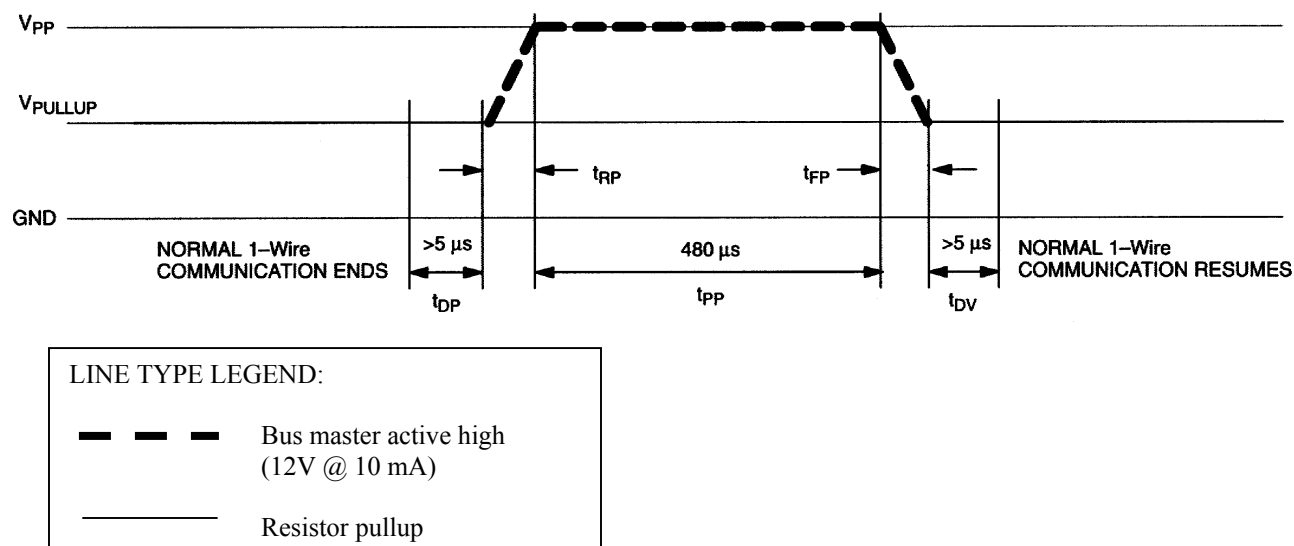 VPP
VPULLUP
tRP
tFP
GND
NORMAL 1–Wire
COMMUNICATION ENDS
>5 μs
tDP
480 μs
tPP
>5 μs
tDV
NORMAL 1–Wire
COMMUNICATION RESUMES
LINE TYPE LEGEND:
Bus master active high
(12V @ 10 mA)
Resistor pullup